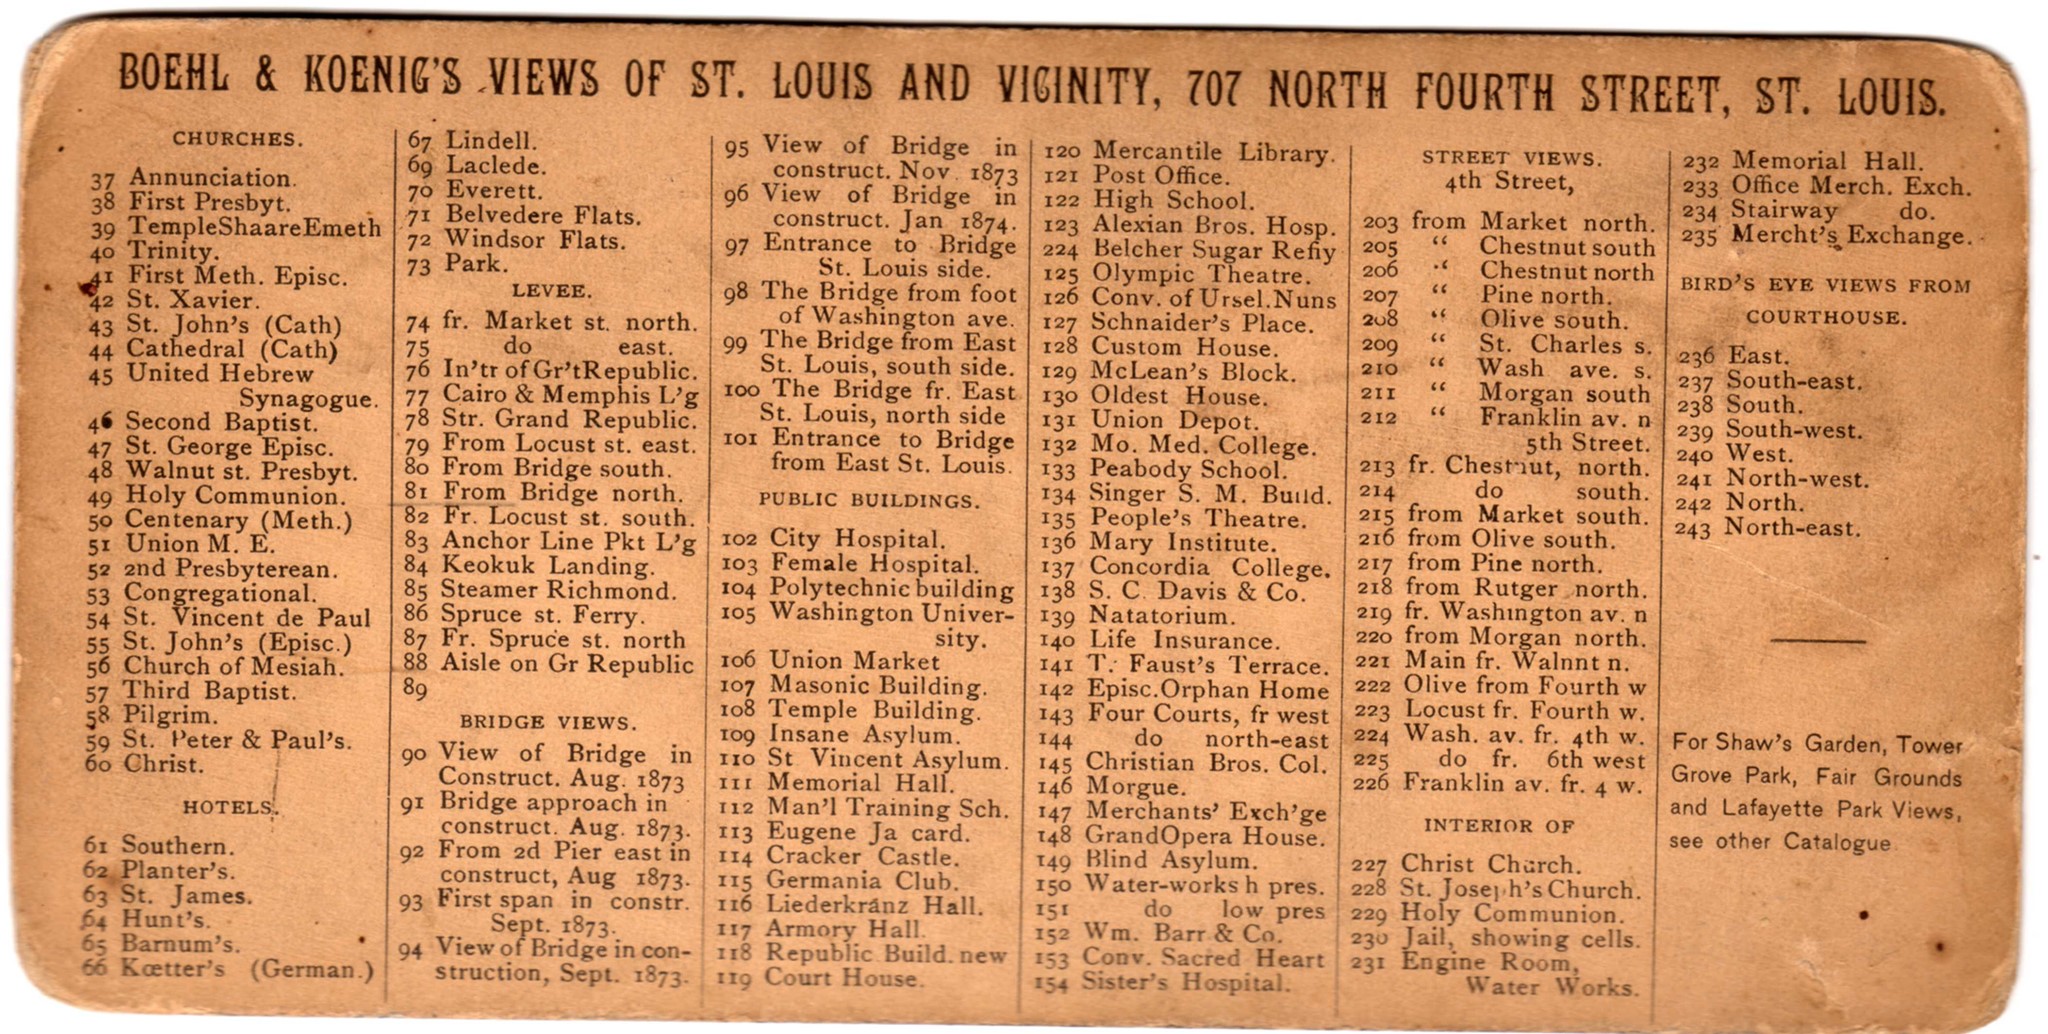 BOEHL & KOENIG'S VIEWS OF ST. LOUIS AND VICINITY, 707 NORTH FOURTH STREET, ST. LOUIS.
CHURCHES.
37 Annunciation.
38 First Presbyt.
39 TempleShaareEmeth
40 Trinity.
41 First Meth. Episc.
42 St. Xavier.
43 St. John's (Cath)
44 Cathedral (Cath)
45 United Hebrew
Synagogue.
46 Second Baptist.
47 St. George Episc.
48 Walnut st. Presbyt.
49 Holy Communion.
50 Centenary (Meth.)
51 Union M. E.
52 2nd Presbyterean.
53 Congregational.
54 St. Vincent de Paul
55 St. John's (Episc.)
56 Church of Mesiah.
57 Third Baptist.
58 Pilgrim.
59 St. Peter & Paul's.
60 Christ.
HOTELS.
61 Southern.
62 Planter's.
63 St. James.
64 Hunt's.
65 Barnum's.
66 Kœtter's (German.)
67 Lindell.
69 Laclede.
70 Everett.
71 Belvedere Flats.
72 Windsor Flats.
73 Park.
LEVEE.
74 fr. Market st. north.
75 do east.
76 In'tr of Gr'tRepublic.
77 Cairo & Memphis L'g
78 Str. Grand Republic.
79 From Locust st. east.
80 From Bridge south.
81 From Bridge north.
82 Fr. Locust st. south.
83 Anchor Line Pkt L'g
84 Keokuk Landing.
85 Steamer Richmond.
86 Spruce st. Ferry.
87 Fr. Spruce st. north
88 Aisle on Gr Republic
89
BRIDGE VIEWS.
90 View of Bridge in
Construct. Aug. 1873
91 Bridge approach in
construct. Aug. 1873.
92 From 2d Pier east in
construct, Aug 1873.
93 First span in constr.
Sept. 1873.
94 View of Bridge in con-
struction, Sept. 1873.
95 View of Bridge in
construct. Nov. 1873
96 View of Bridge in
construct. Jan 1874.
97 Entrance to Bridge
St. Louis side.
98 The Bridge from foot
of Washington ave.
99 The Bridge from East
St. Louis, south side.
100 The Bridge fr. East
St. Louis, north side
101 Entrance to Bridge
from East St. Louis.
PUBLIC BUILDINGS.
102 City Hospital.
103 Female Hospital.
104 Polytechnic building
105 Washington Univer-
sity.
106 Union Market
107 Masonic Building.
108 Temple Building.
109 Insane Asylum.
110 St Vincent Asylum.
111 Memorial Hall.
112 Man'l Training Sch.
113 Eugene Ja card.
114 Cracker Castle.
115 Germania Club.
116 Liederkranz Hall.
117 Armory Hall.
118 Republic Build. new
119 Court House.
120 Mercantile Library.
121 Post Office.
122 High School.
123 Alexian Bros. Hosp.
224 Belcher Sugar Refiy
125 Olympic Theatre.
126 Conv. of Ursel.Nuns
127 Schnaider's Place.
128 Custom House.
129 McLean's Block.
130 Oldest House.
131 Union Depot.
132 Mo. Med. College.
133 Peabody School.
134 Singer S. M. Build.
135 People's Theatre.
136 Mary Institute.
137 Concordia College.
138 S. C. Davis & Co.
139 Natatorium.
140 Life Insurance.
141 T. Faust's Terrace.
142 Episc.Orphan Home
143 Four Courts, fr west
144 do north-east
145 Christian Bros. Col.
146 Morgue.
147 Merchants' Exch'ge
148 GrandOpera House.
149 Blind Asylum.
150 Water-works h pres.
151 do low pres
152 Wm. Barr & Co.
153 Conv. Sacred Heart
154 Sister's Hospital.
STREET VIEWS.
4th Street,
203 from Market north.
205 “ Chestnut south
206 “ Chestnut north
207 “ Pine north.
208 “ Olive south.
209 “ St. Charles s.
210 “ Wash ave. s.
211 “ Morgan south
212 “ Franklin av. n
5th Street.
213 fr. Chestnut, north.
214 do south.
215 from Market south.
216 from Olive south.
217 from Pine north.
218 from Rutger north.
219 fr. Washington av. n
220 from Morgan north.
221 Main fr. Walnnt n.
222 Olive from Fourth w
223 Locust fr. Fourth w.
224 Wash. av. fr. 4th w.
225 do fr. 6th west
226 Franklin av. fr. 4 w.
INTERIOR OF
227 Christ Church.
228 St. Joseph's Church.
229 Holy Communion.
230 Jail, showing cells.
231 Engine Room,
Water Works.
232 Memorial Hall.
233 Office Merch. Exch.
234 Stairway do.
235 Mercht's Exchange.
BIRD'S EYE VIEWS FROM
COURTHOUSE.
236 East.
237 South-east.
238 South.
239 South-west.
240 West.
241 North-west.
242 North.
243 North-east.
For Shaw's Garden, Tower
Grove Park, Fair Grounds
and Lafayette Park Views,
see other Catalogue